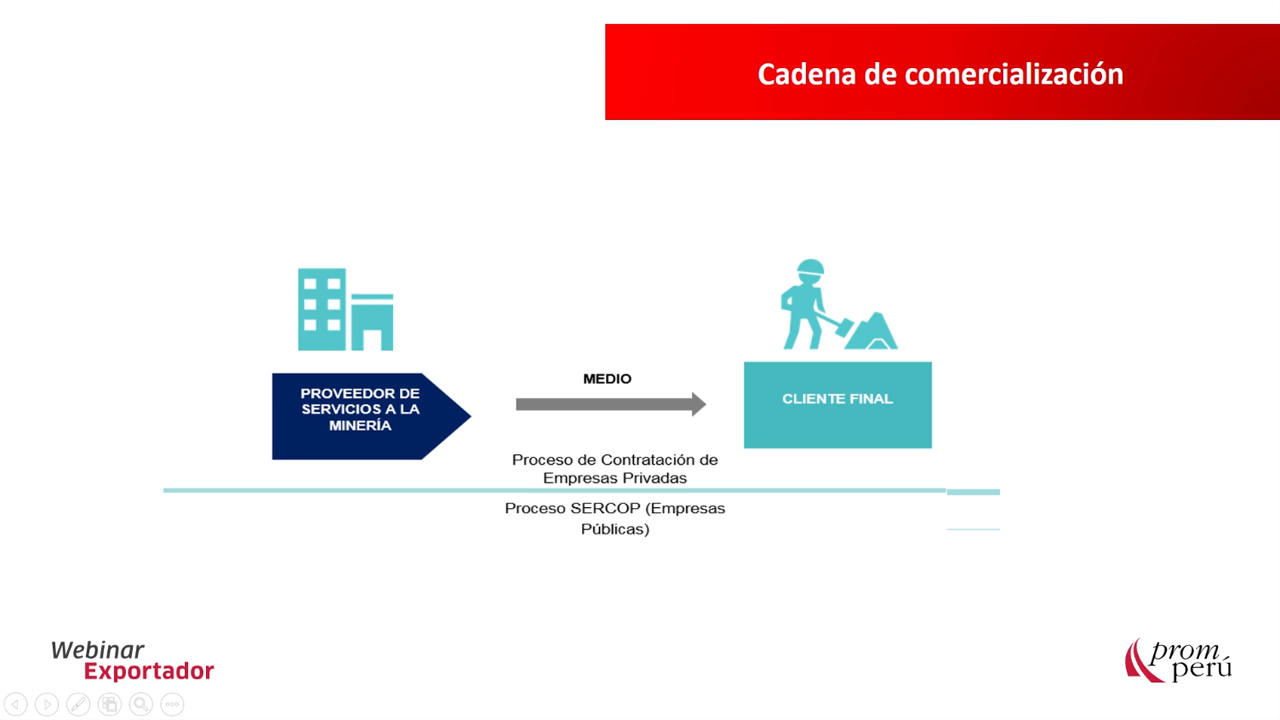 Cadena de comercialización
PROVEEDOR DE
SERVICIOS A LA
MINERÍA
MEDIO
CLIENTE FINAL
Proceso de Contratación de
Empresas Privadas
Proceso SERCOP (Empresas
Públicas)
Webinar
Exportador
prom
perú